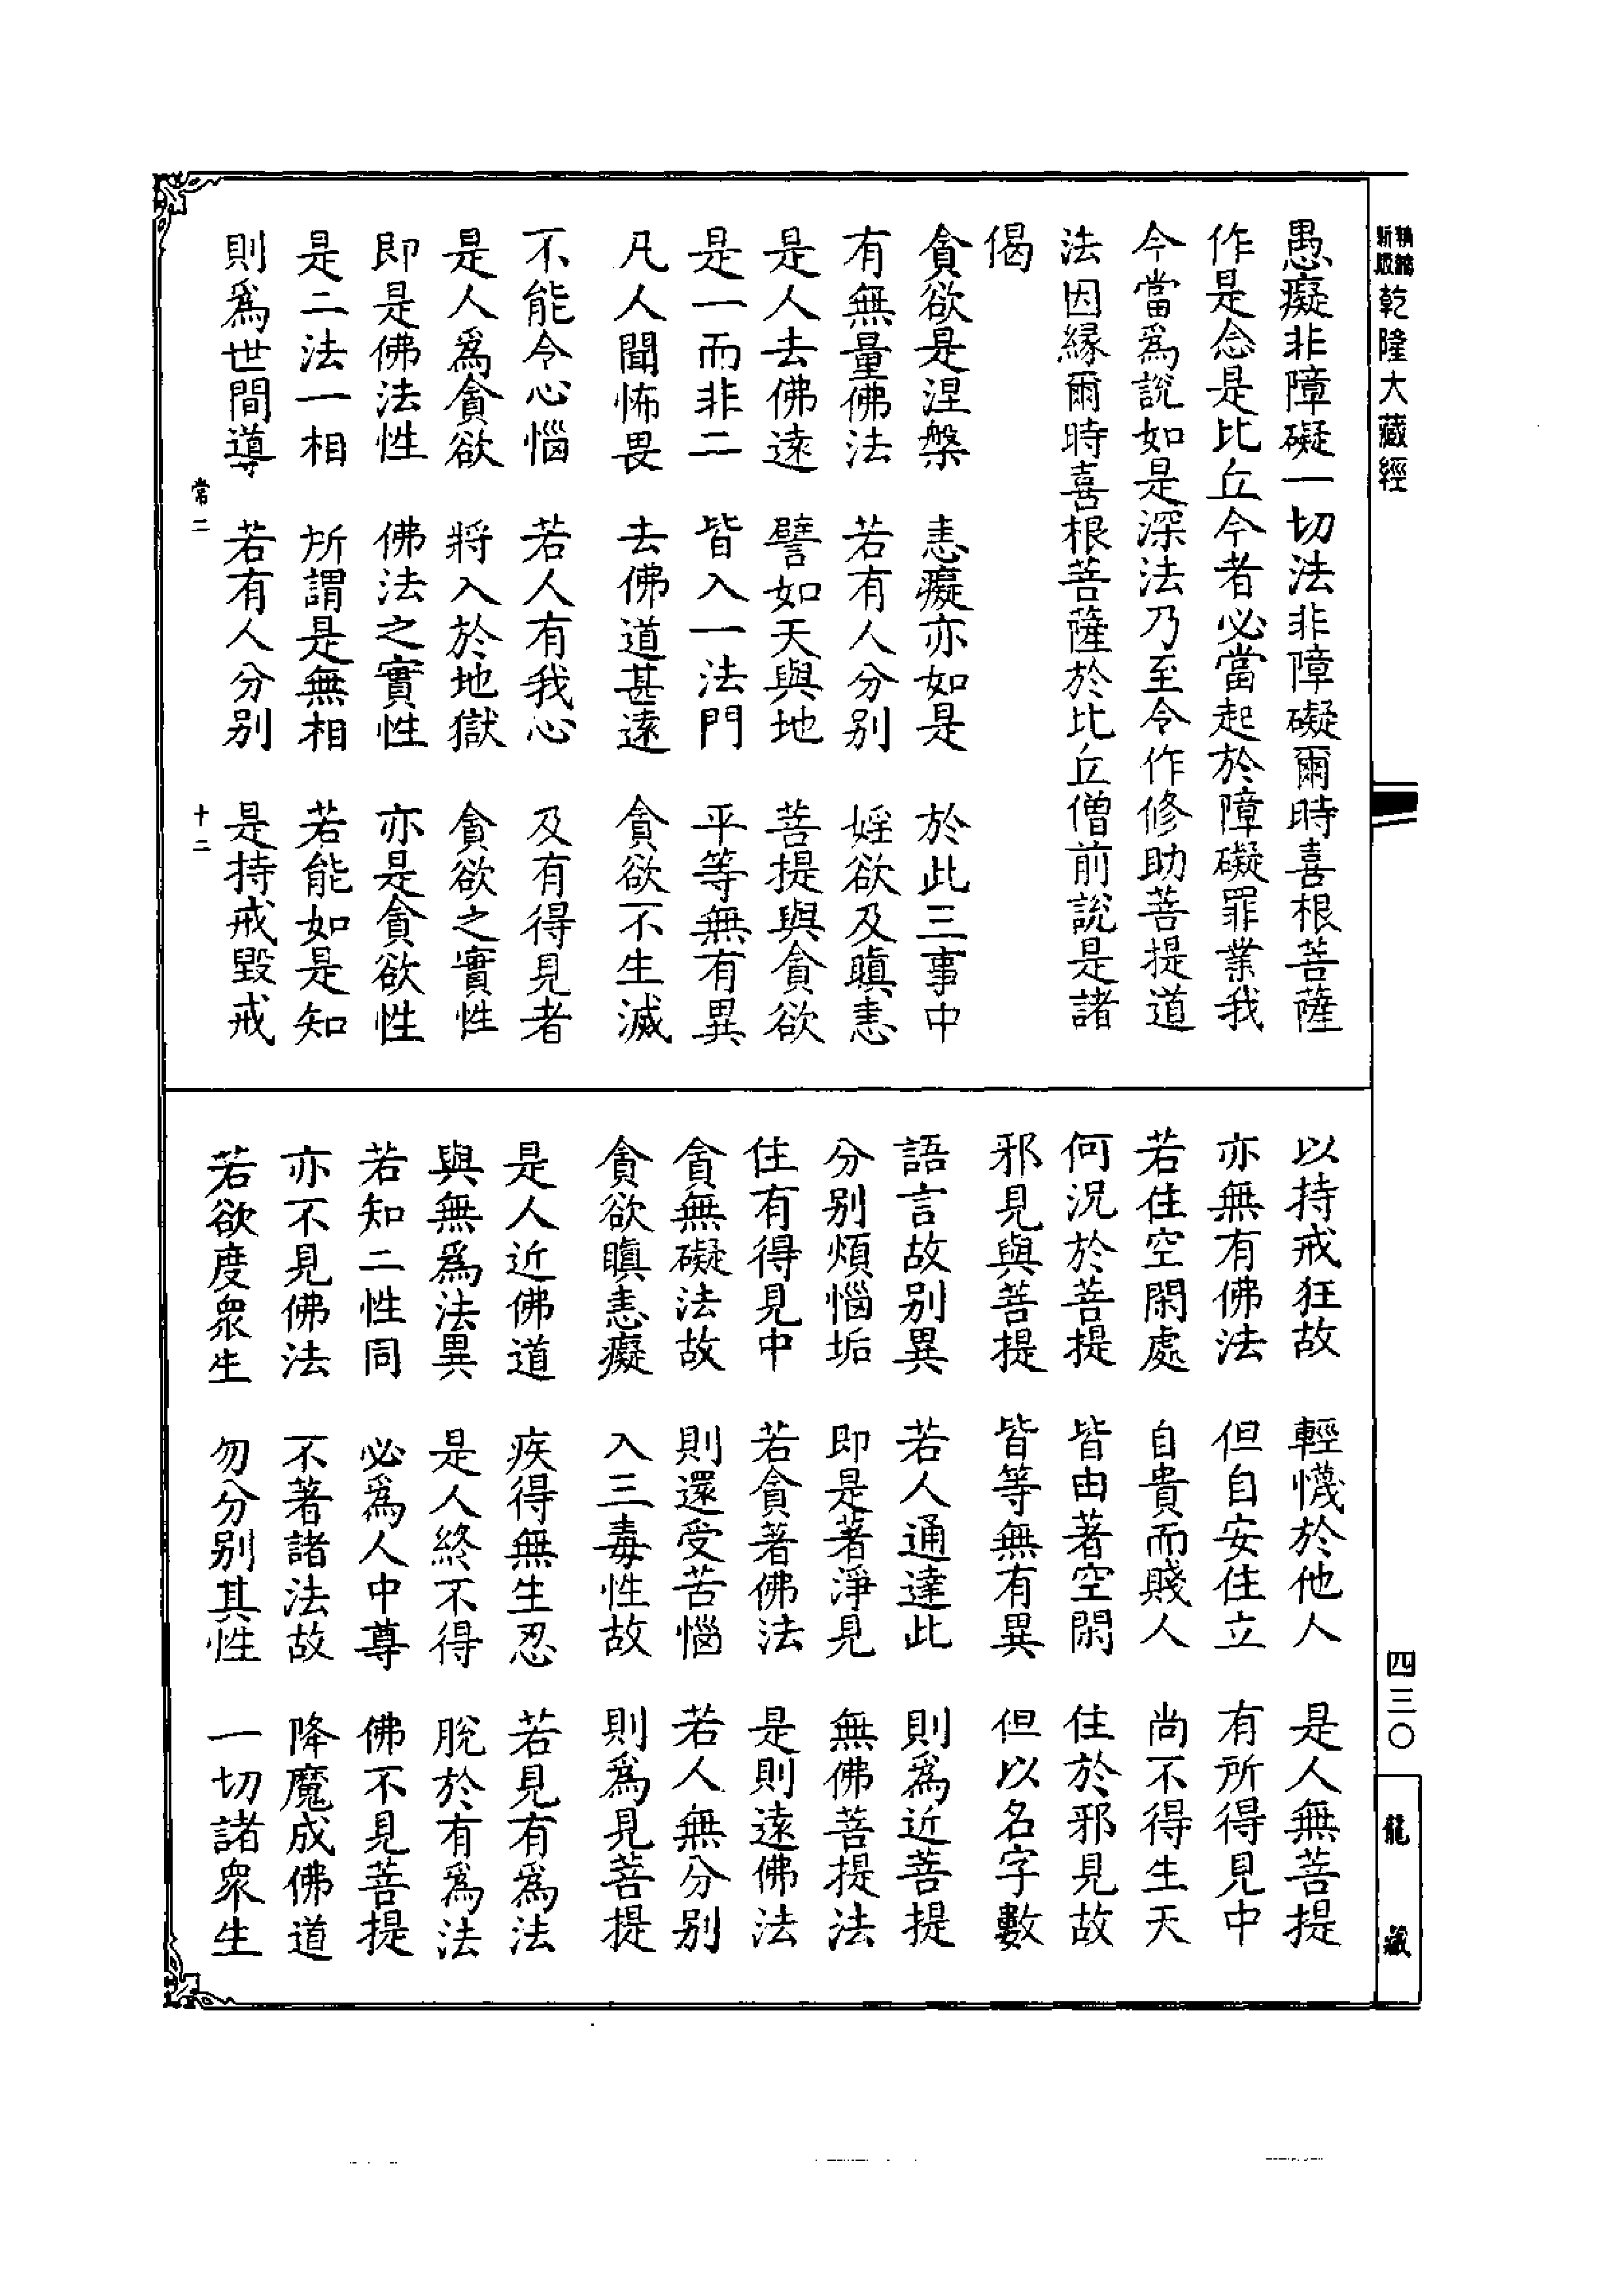 精縮新版乾隆大藏經
愚癡非障礙一切法非障礙爾時喜根菩薩
作是念是比丘今者必當起於障礙罪業我
今當爲說如是深法乃至令作修助菩提道
法因緣爾時喜根菩薩於比丘僧前說是諸
偈
貪欲是涅槃 恚癡亦如是 於此三事中
有無量佛法 若有人分別 婬欲及瞋恚
是人去佛遠 譬如天與地 菩提與貪欲
是一而非二 皆入一法門 平等無有異
凡人聞怖畏 去佛道甚遠 貪欲不生滅
不能令心惱 若人有我心 及有得見者
是人爲貪欲 將入於地獄 貪欲之實性
即是佛法性 佛法之實性 亦是貪欲性
是二法一相 所謂是無相 若能如是知
則爲世間導 若有人分別 是持戒毀戒
常二 十二
以持戒狂故 輕懱於他人 是人無菩提
亦無有佛法 但自安住立 有所得見中
若住空閑處 自貴而賤人 尚不得生天
何況於菩提 皆由著空閑 住於邪見故
邪見與菩提 皆等無有異 但以名字數
語言故別異 若人通達此 則爲近菩提
分別煩惱垢 即是著淨見 無佛菩提法
住有得見中 若貪著佛法 是則遠佛法
貪無礙法故 則還受苦惱 若人無分別
貪欲瞋恚癡 入三毒性故 則爲見菩提
是人近佛道 疾得無生忍 若見有爲法
與無爲法異 是人終不得 脫於有爲法
若知二性同 必爲人中尊 佛不見菩提
亦不見佛法 不著諸法故 降魔成佛道
若欲度衆生 勿分別其性 一切諸衆生
四三〇
龍藏